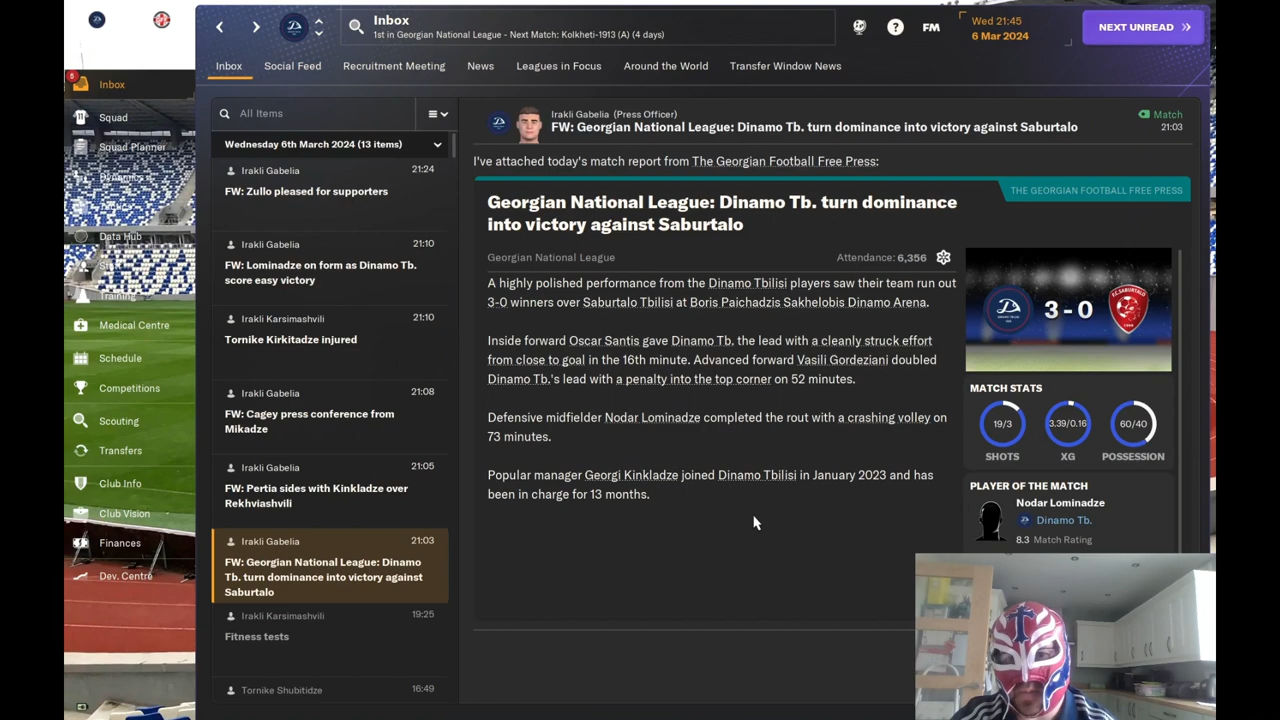 Inbox
1st in Georgian National League - Next Match: Kolkheti-1913 (A) (4 days)
?
FM
Wed 21:45
6 Mar 2024
NEXT UNREAD
Inbox
Social Feed
Recruitment Meeting
News
Leagues in Focus
Around the World
Transfer Window News
5
Inbox
Squad
Squad Planner
Dynamics
Data Hub
Staff
Training
Medical Centre
Schedule
Competitions
Scouting
Transfers
Club Info
Club Vision
Finances
Dev. Centre
All Items
Wednesday 6th March 2024 (13 items)
Irakli Gabelia 21:24
FW: Zullo pleased for supporters
Irakli Gabelia 21:10
FW: Lominadze on form as Dinamo Tb.
score easy victory
Irakli Karsimashvili 21:10
Tornike Kirkitadze injured
Irakli Gabelia 21:08
FW: Cagey press conference from
Mikadze
Irakli Gabelia 21:05
FW: Pertia sides with Kinkladze over
Rekhviashvili
Irakli Gabelia 21:03
FW: Georgian National League: Dinamo
Tb. turn dominance into victory against
Saburtalo
Irakli Karsimashvili 19:25
Fitness tests
Tornike Shubitidze 16:49
Irakli Gabelia (Press Officer)
FW: Georgian National League: Dinamo Tb. turn dominance into victory against Saburtalo
Match
21:03
I've attached today's match report from The Georgian Football Free Press:
THE GEORGIAN FOOTBALL FREE PRESS
Georgian National League: Dinamo Tb. turn dominance
into victory against Saburtalo
Georgian National League
Attendance: 6,356
A highly polished performance from the Dinamo Tbilisi players saw their team run out
3-0 winners over Saburtalo Tbilisi at Boris Paichadzis Sakhelobis Dinamo Arena.
Inside forward Oscar Santis gave Dinamo Tb. the lead with a cleanly struck effort
from close to goal in the 16th minute. Advanced forward Vasili Gordeziani doubled
Dinamo Tb.'s lead with a penalty into the top corner on 52 minutes.
Defensive midfielder Nodar Lominadze completed the rout with a crashing volley on
73 minutes.
Popular manager Georgi Kinkladze joined Dinamo Tbilisi in January 2023 and has
been in charge for 13 months.
3 - 0
MATCH STATS
19/3
3.39/0.16
60/40
SHOTS
XG
POSSESSION
PLAYER OF THE MATCH
Nodar Lominadze
Dinamo Tb.
8.3 Match Rating